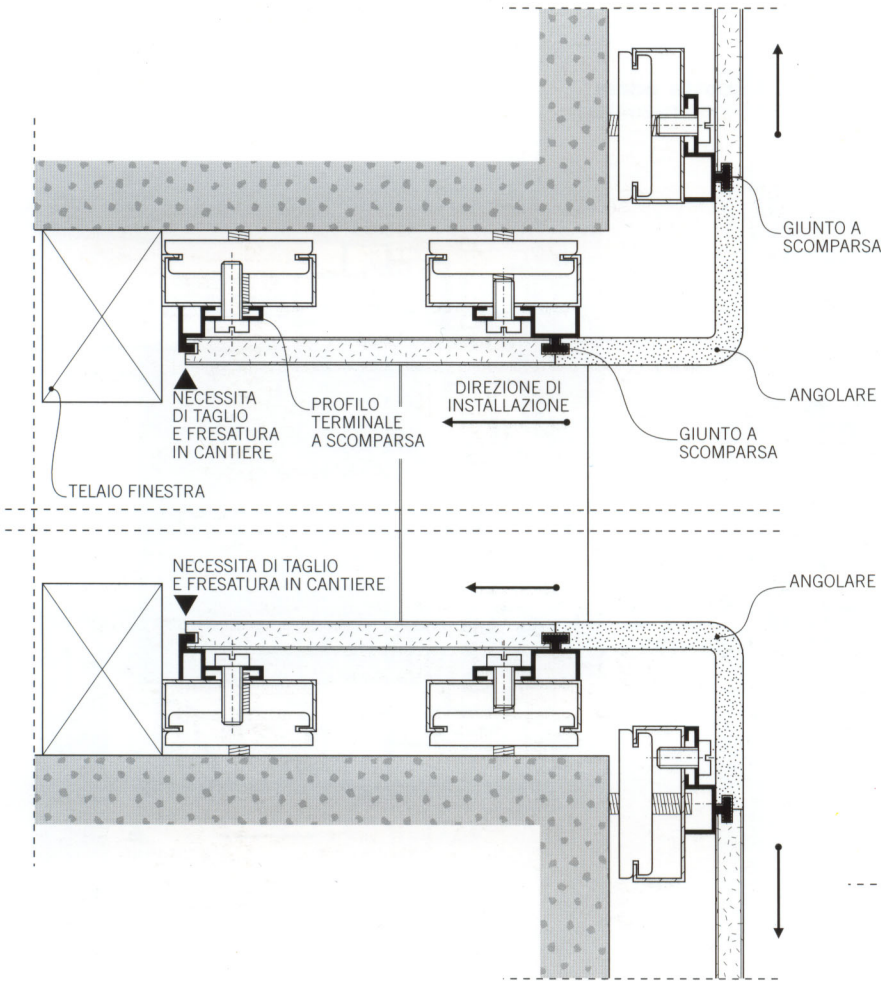 GIUNTO A
SCOMPARSA
ANGOLARE
NECESSITA
DI TAGLIO
E FRESATURA
IN CANTIERE
PROFILO
TERMINALE
A SCOMPARSA
DIREZIONE DI
INSTALLAZIONE
GIUNTO A
SCOMPARSA
TELAIO FINESTRA
NECESSITA DI TAGLIO
E FRESATURA IN CANTIERE
ANGOLARE